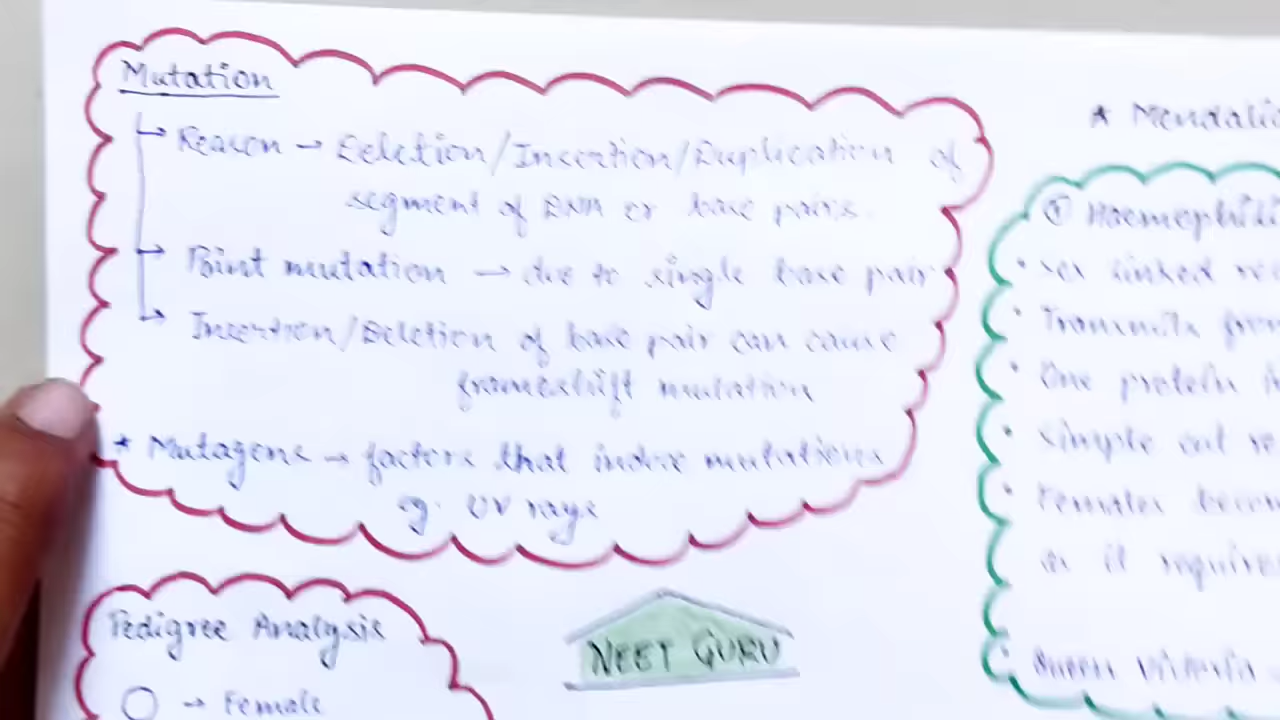 Mutation
Reason → Deletion/Insertion/Duplication of
segment of DNA or base pairs.
Point mutation → due to single base pair
Insertion/Deletion of base pair can cause
frameshift mutation
* Mutagens → factors that induce mutations
eg. UV rays
Pedigree Analysis
→ Female
NEET GURU
* Mendalia
① Haemophili
• Sex linked re
• Transmits from
• One protein
• Simple cut
• Females becom
as it requires
• Queen Victoria